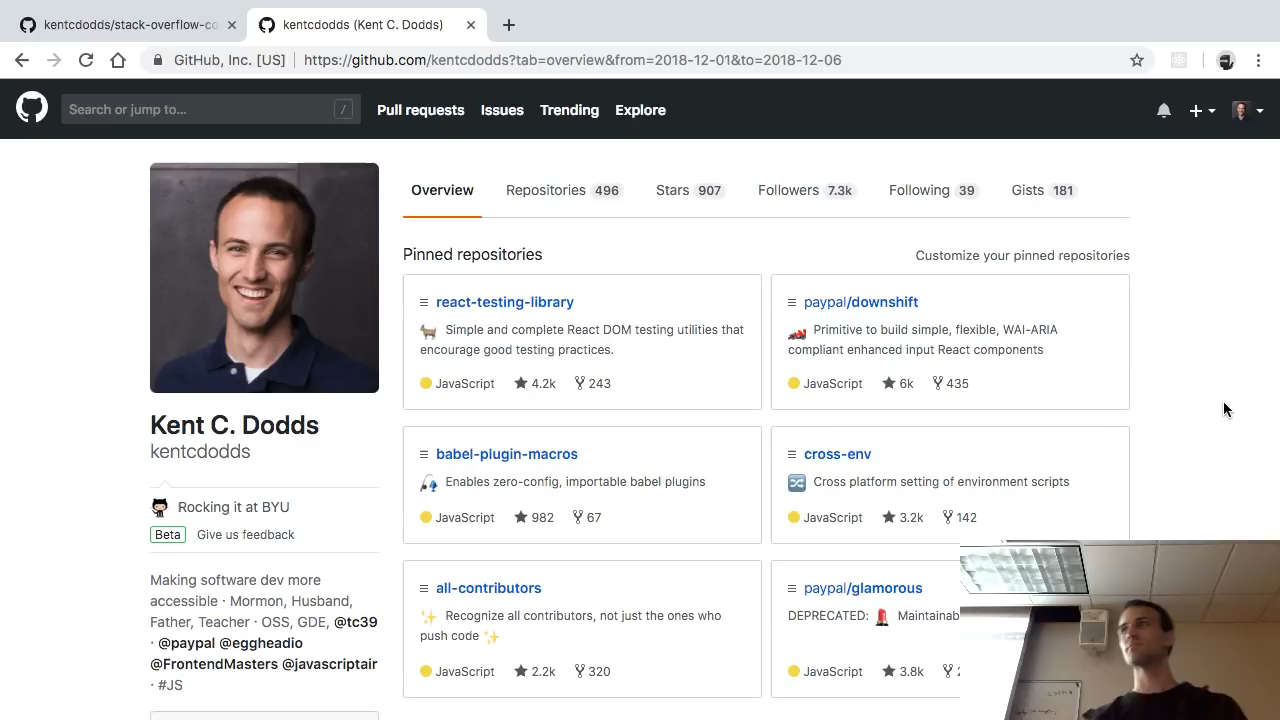 kentcdodds/stack-overflow-co
kentcdodds (Kent C. Dodds)
GitHub, Inc. [US]
https://github.com/kentcdodds?tab=overview&from=2018-12-01&to=2018-12-06
Search or jump to...
/
Pull requests
Issues
Trending
Explore
Overview
Repositories 496
Stars 907
Followers 7.3k
Following 39
Gists 181
Pinned repositories
Customize your pinned repositories
react-testing-library
Simple and complete React DOM testing utilities that
encourage good testing practices.
JavaScript 4.2k 243
paypal/downshift
Primitive to build simple, flexible, WAI-ARIA
compliant enhanced input React components
JavaScript 6k 435
babel-plugin-macros
Enables zero-config, importable babel plugins
JavaScript 982 67
cross-env
Cross platform setting of environment scripts
JavaScript 3.2k 142
all-contributors
Recognize all contributors, not just the ones who
push code
JavaScript 2.2k 320
paypal/glamorous
DEPRECATED: Maintainab
JavaScript 3.8k 2
Kent C. Dodds
kentcdodds
Rocking it at BYU
Beta Give us feedback
Making software dev more
accessible · Mormon, Husband,
Father, Teacher · OSS, GDE, @tc39
· @paypal @eggheadio
@FrontendMasters @javascriptair
· #JS